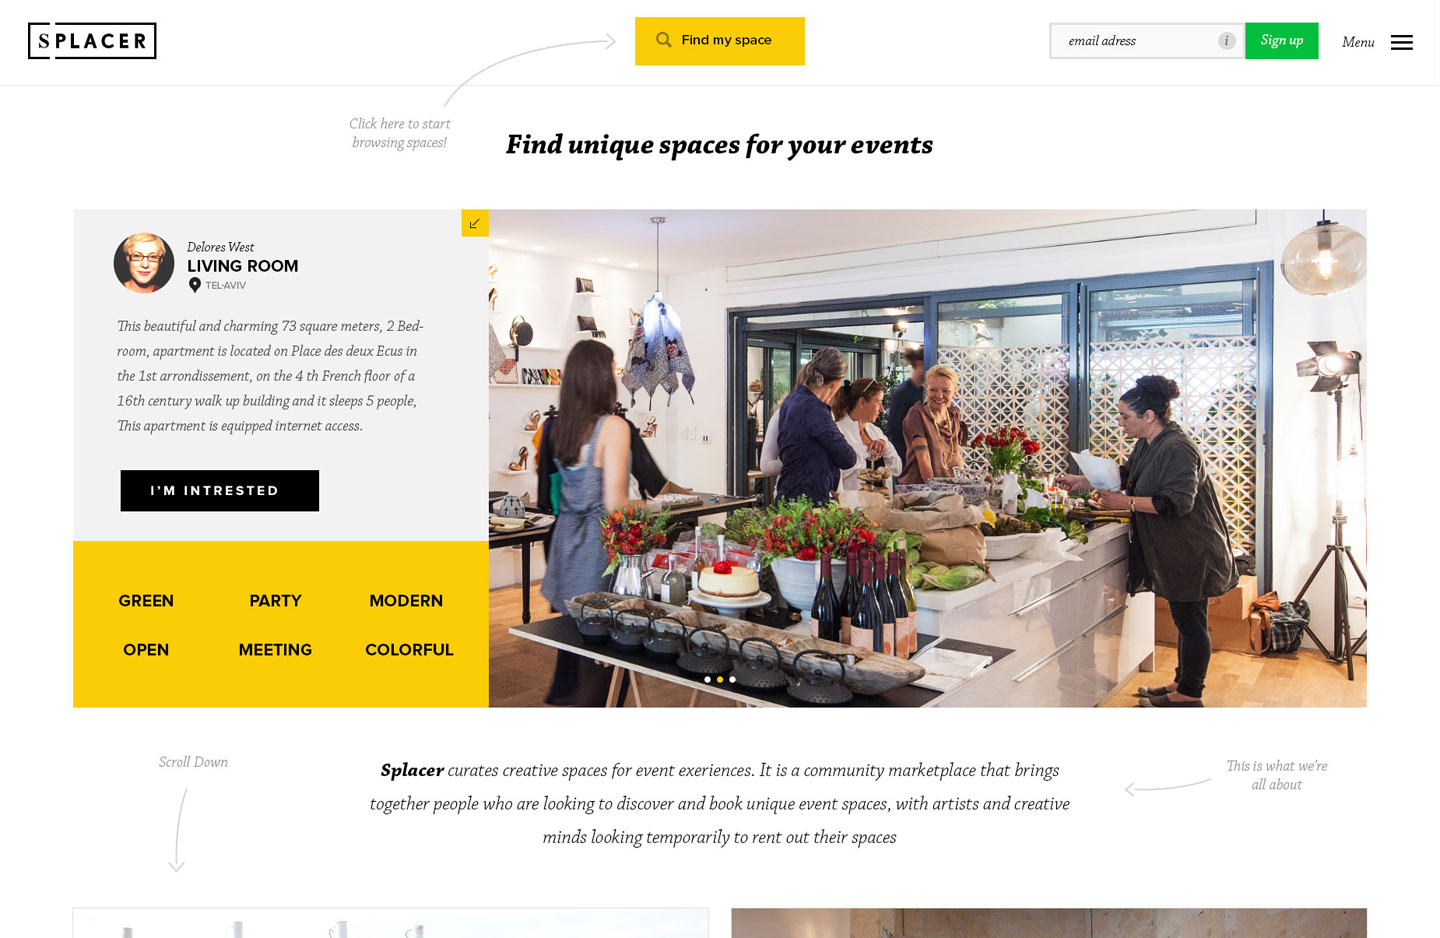 SPLACER
Find my space
email adress
i
Sign up
Menu
Click here to start
browsing spaces!
Find unique spaces for your events
Delores West
LIVING ROOM
TEL-AVIV
This beautiful and charming 73 square meters, 2 Bed-
room, apartment is located on Place des deux Ecus in
the 1st arrondissement, on the 4 th French floor of a
16th century walk up building and it sleeps 5 people,
This apartment is equipped internet access.
I'M INTRESTED
GREEN PARTY MODERN
OPEN MEETING COLORFUL
Scroll Down
Splacer curates creative spaces for event exeriences. It is a community marketplace that brings
together people who are looking to discover and book unique event spaces, with artists and creative
minds looking temporarily to rent out their spaces
This is what we're
all about